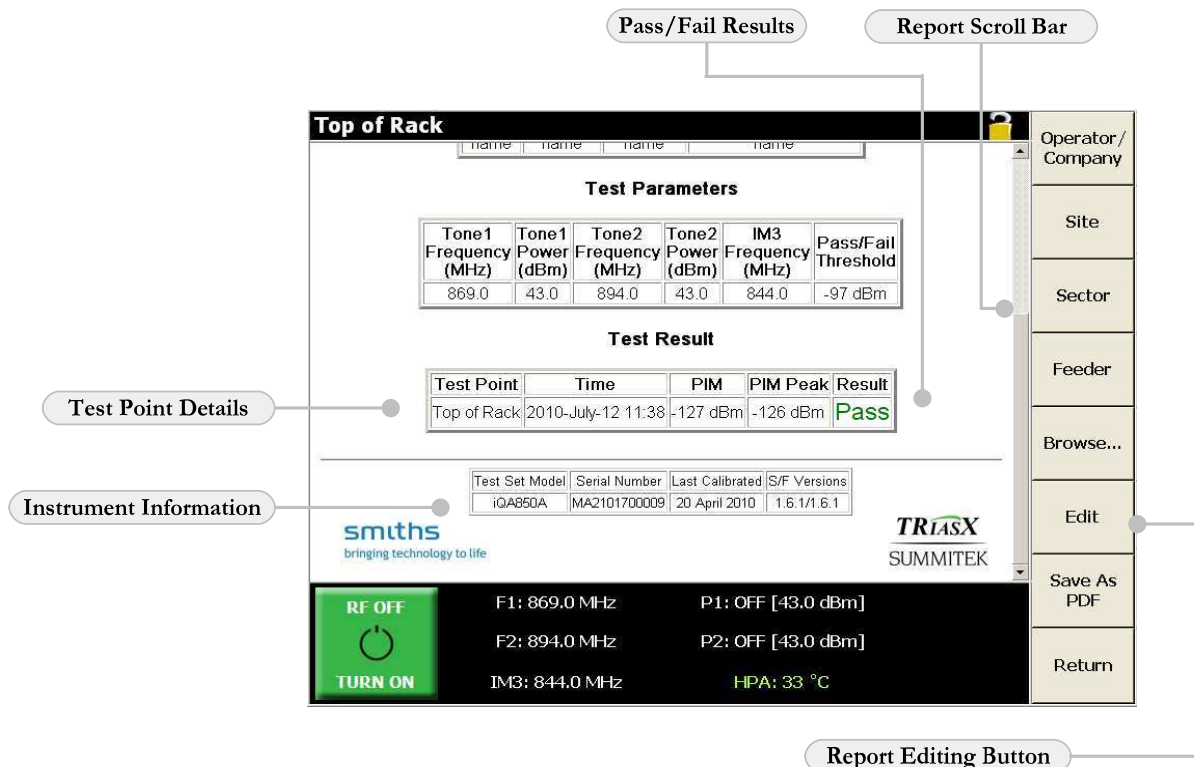 Pass/Fail Results
Report Scroll Bar
Top of Rack
name name name name
Test Parameters
Tone1 Frequency (MHz) Tone1 Power (dBm) Tone2 Frequency (MHz) Tone2 Power (dBm) IM3 Frequency (MHz) Pass/Fail Threshold
869.0 43.0 894.0 43.0 844.0 -97 dBm
Test Result
Test Point Time PIM PIM Peak Result
Top of Rack 2010-July-12 11:38 -127 dBm -126 dBm Pass
Test Point Details
Test Set Model Serial Number Last Calibrated S/F Versions
iQA850A MA2101700009 20 April 2010 1.6.1/1.6.1
Instrument Information
smiths
bringing technology to life
TRiasX
SUMMITEK
RF OFF
TURN ON
F1: 869.0 MHz P1: OFF [43.0 dBm]
F2: 894.0 MHz P2: OFF [43.0 dBm]
IM3: 844.0 MHz HPA: 33 °C
Operator/
Company
Site
Sector
Feeder
Browse...
Edit
Save As
PDF
Return
Report Editing Button